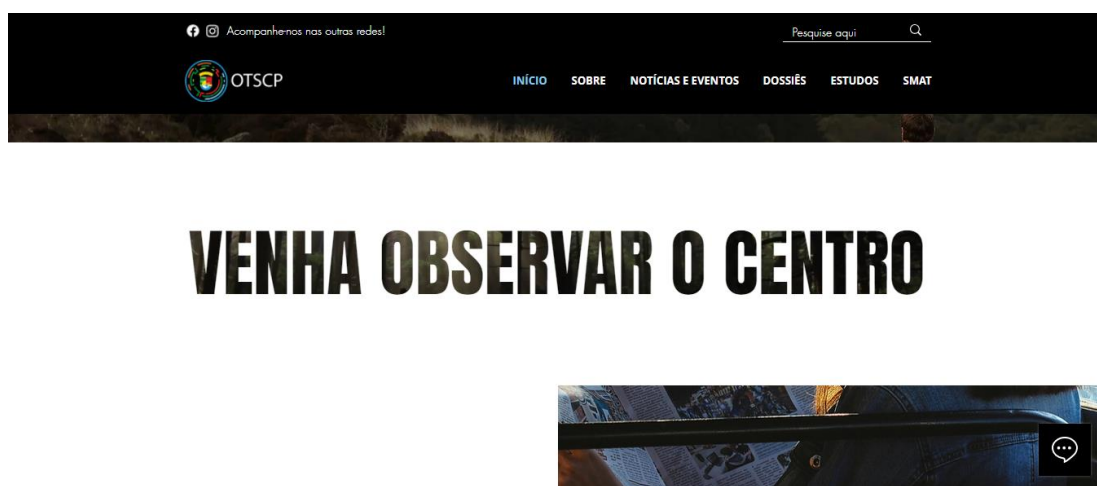 Acompanhe-nos nas outras redes!
Pesquise aqui
OTSCP
INÍCIO SOBRE NOTÍCIAS E EVENTOS DOSSIÊS ESTUDOS SMAT
VENHA OBSERVAR O CENTRO